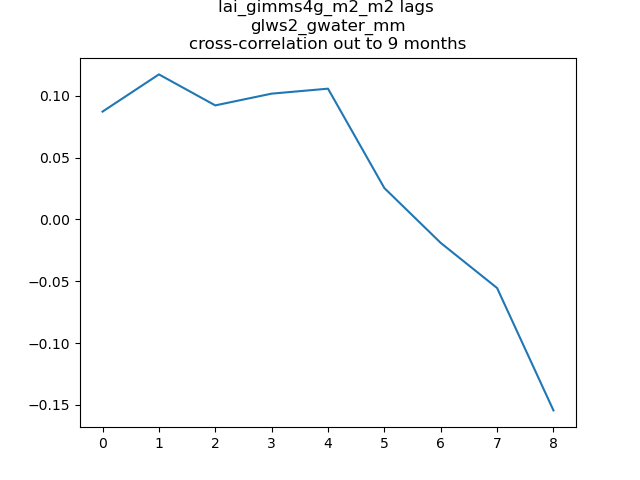 lai_gimms4g_m2_m2 lags
glws2_gwater_mm
cross-correlation out to 9 months
0.10
0.05
0.00
−0.05
−0.10
−0.15
0 1 2 3 4 5 6 7 8